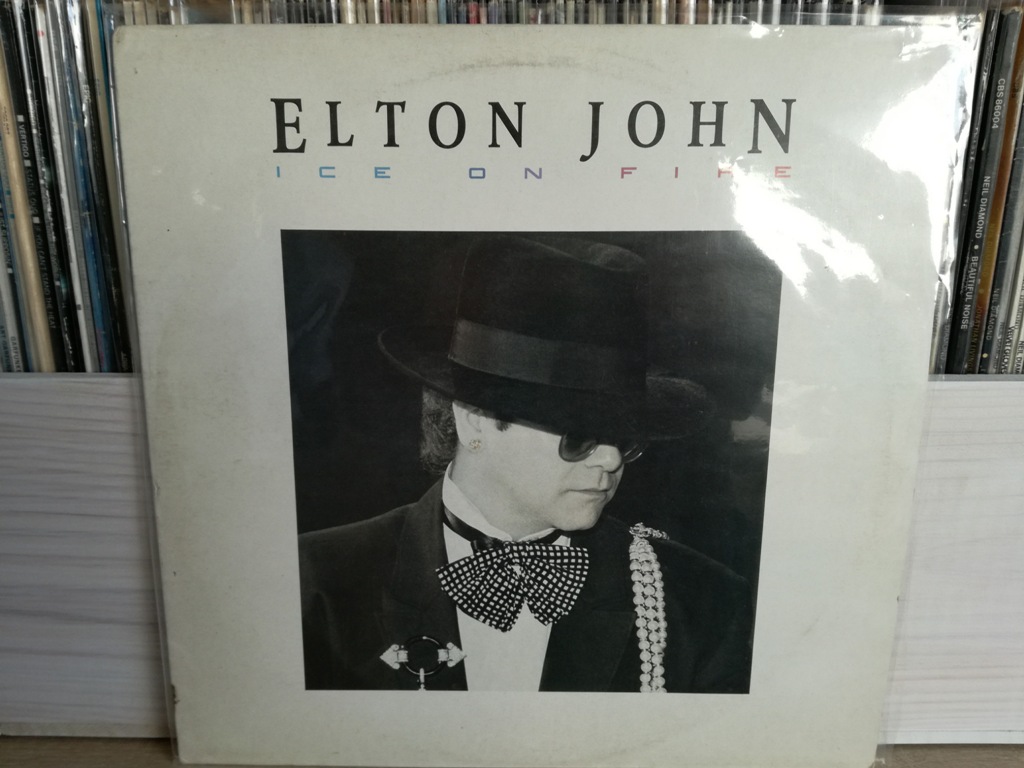 ELTON JOHN
ICE ON FIRE
VERTIGO
CBS 86004
NEIL DIAMOND ● BEAUTIFUL NOISE